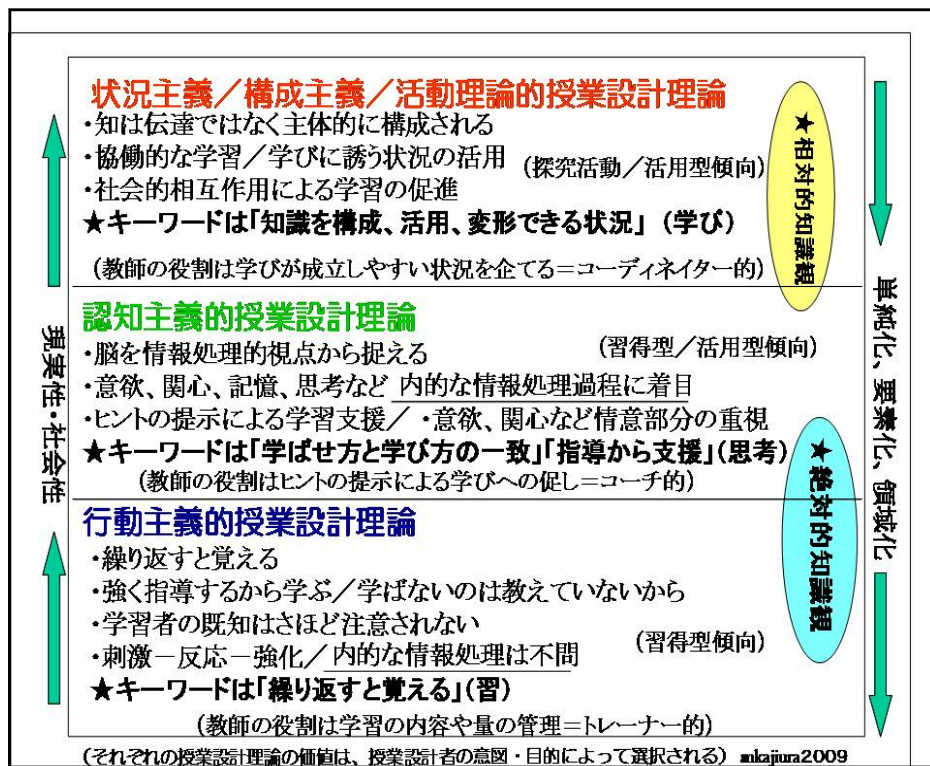 状況主義／構成主義／活動理論的授業設計理論
・知は伝達ではなく主体的に構成される
・協働的な学習／学びに誘う状況の活用
(探究活動／活用型傾向)
・社会的相互作用による学習の促進
★キーワードは「知識を構成、活用、変形できる状況」（学び）
(教師の役割は学びが成立しやすい状況を企てる＝コーディネイター的)
認知主義的授業設計理論
・脳を情報処理的視点から捉える
(習得型／活用型傾向)
・意欲、関心、記憶、思考など 内的な情報処理過程に着目
・ヒントの提示による学習支援／ ・意欲、関心など情意部分の重視
★キーワードは「学ばせ方と学び方の一致」「指導から支援」(思考)
(教師の役割はヒントの提示による学びへの促し＝コーチ的)
行動主義的授業設計理論
・繰り返すと覚える
・強く指導するから学ぶ／学ばないのは教えていないから
・学習者の既知はさほど注意されない
(習得型傾向)
・刺激－反応－強化／内的な情報処理は不問
★キーワードは「繰り返すと覚える」(習)
(教師の役割は学習の内容や量の管理＝トレーナー的)
(それぞれの授業設計理論の価値は、授業設計者の意図・目的によって選択される) mkajiura2009
現実性・社会性
★相対的知識観
★絶対的知識観
単純化、要素化、領域化